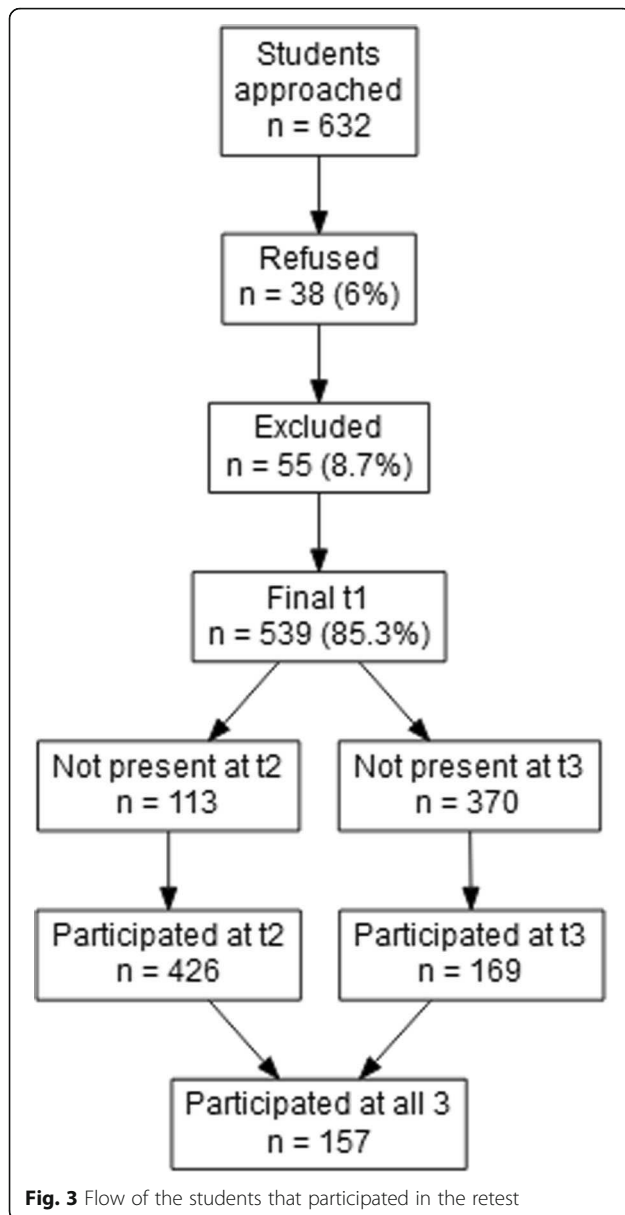 Students
approached
n = 632
Refused
n = 38 (6%)
Excluded
n = 55 (8.7%)
Final t1
n = 539 (85.3%)
Not present at t2
n = 113
Not present at t3
n = 370
Participated at t2
n = 426
Participated at t3
n = 169
Participated at all 3
n = 157
Fig. 3 Flow of the students that participated in the retest